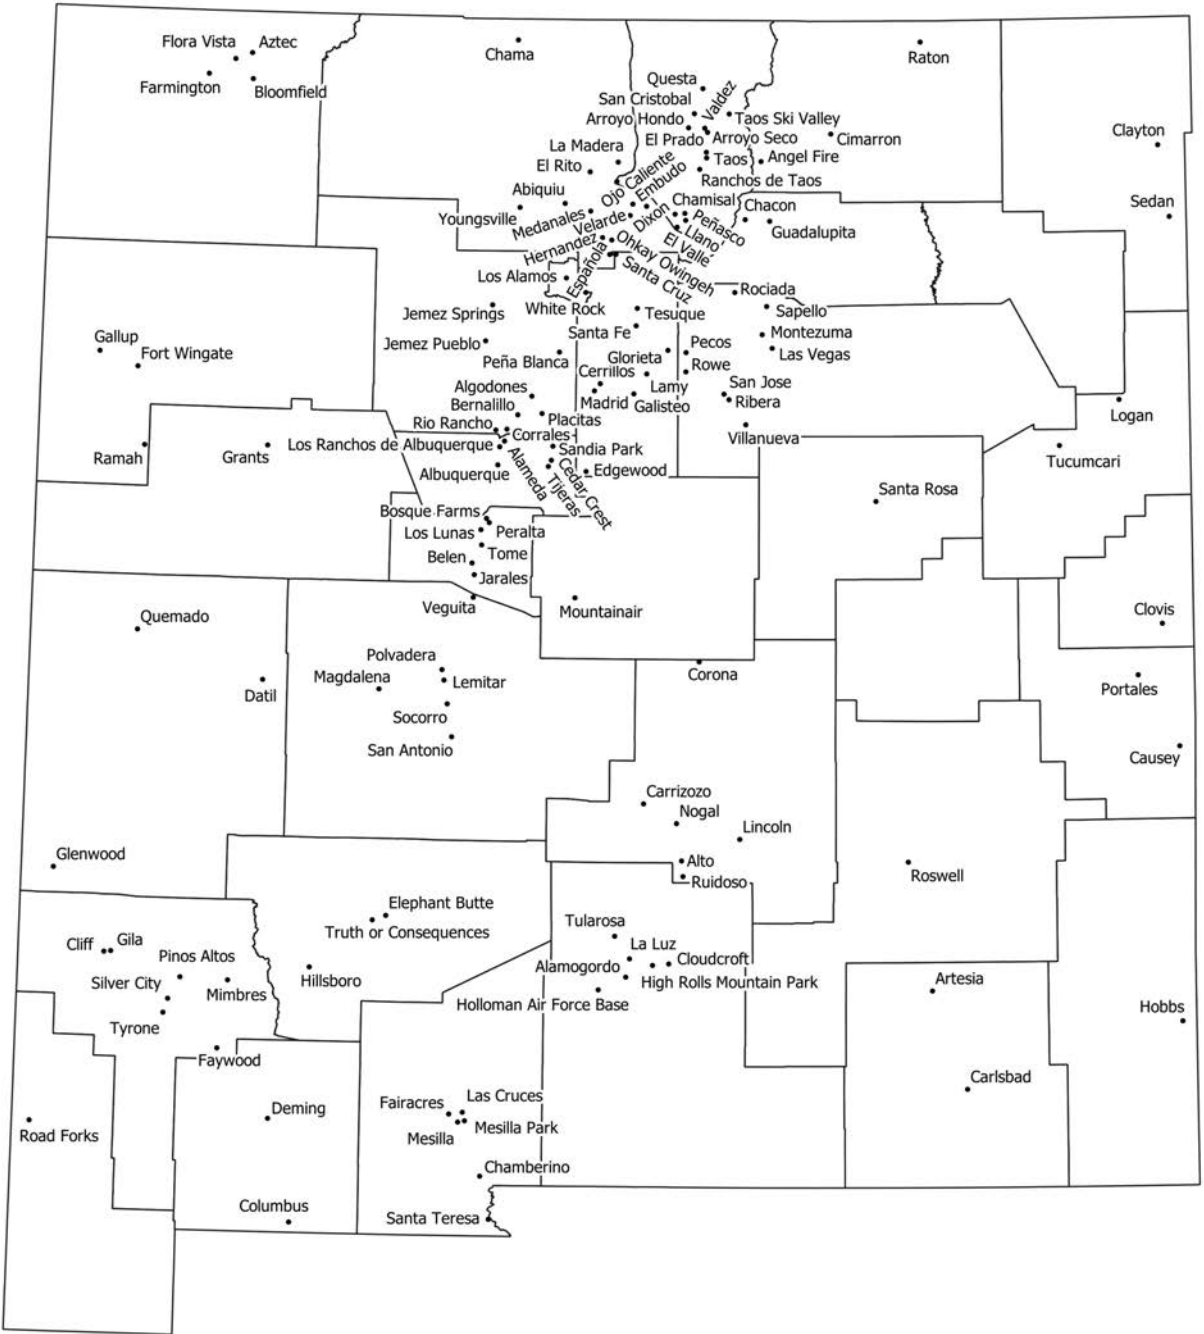 Flora Vista
Aztec
Farmington
Bloomfield
Chama
Raton
Questa
San Cristobal
Valdez
Arroyo Hondo
Taos Ski Valley
El Prado
Arroyo Seco
Cimarron
Clayton
La Madera
Taos
Angel Fire
El Rito
Ojo Caliente
Embudo
Ranchos de Taos
Abiquiu
Chamisal
Chacon
Sedan
Youngsville
Medanales
Velarde
Dixon
Peñasco
Guadalupita
Llano
El Valle
Hernandez
Ohkay Owingeh
Los Alamos
Española
Santa Cruz
Rociada
White Rock
Jemez Springs
Tesuque
Sapello
Gallup
Santa Fe
Montezuma
Fort Wingate
Jemez Pueblo
Pecos
Peña Blanca
Glorieta
Las Vegas
Cerrillos
Rowe
Algodones
Lamy
San Jose
Bernalillo
Madrid
Galisteo
Ribera
Logan
Rio Rancho
Placitas
Corrales
Villanueva
Los Ranchos de Albuquerque
Sandia Park
Ramah
Grants
Tucumcari
Albuquerque
Alameda
Cedar Crest
Tijeras
Edgewood
Santa Rosa
Bosque Farms
Los Lunas
Peralta
Tome
Belen
Jarales
Veguita
Mountainair
Clovis
Quemado
Polvadera
Magdalena
Lemitar
Corona
Datil
Portales
Socorro
San Antonio
Causey
Carrizozo
Nogal
Lincoln
Glenwood
Alto
Roswell
Ruidoso
Elephant Butte
Truth or Consequences
Tularosa
Cliff
Gila
La Luz
Pinos Altos
Alamogordo
Cloudcroft
Silver City
Hillsboro
High Rolls Mountain Park
Artesia
Mimbres
Holloman Air Force Base
Hobbs
Tyrone
Faywood
Carlsbad
Fairacres
Las Cruces
Deming
Mesilla Park
Road Forks
Mesilla
Chamberino
Columbus
Santa Teresa